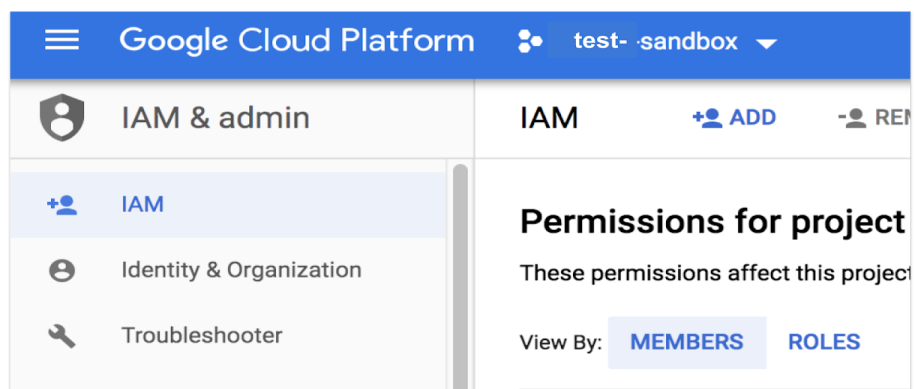 Google Cloud Platform test- -sandbox
IAM & admin
IAM ADD REM
IAM
Identity & Organization
Troubleshooter
Permissions for project
These permissions affect this project
View By: MEMBERS ROLES